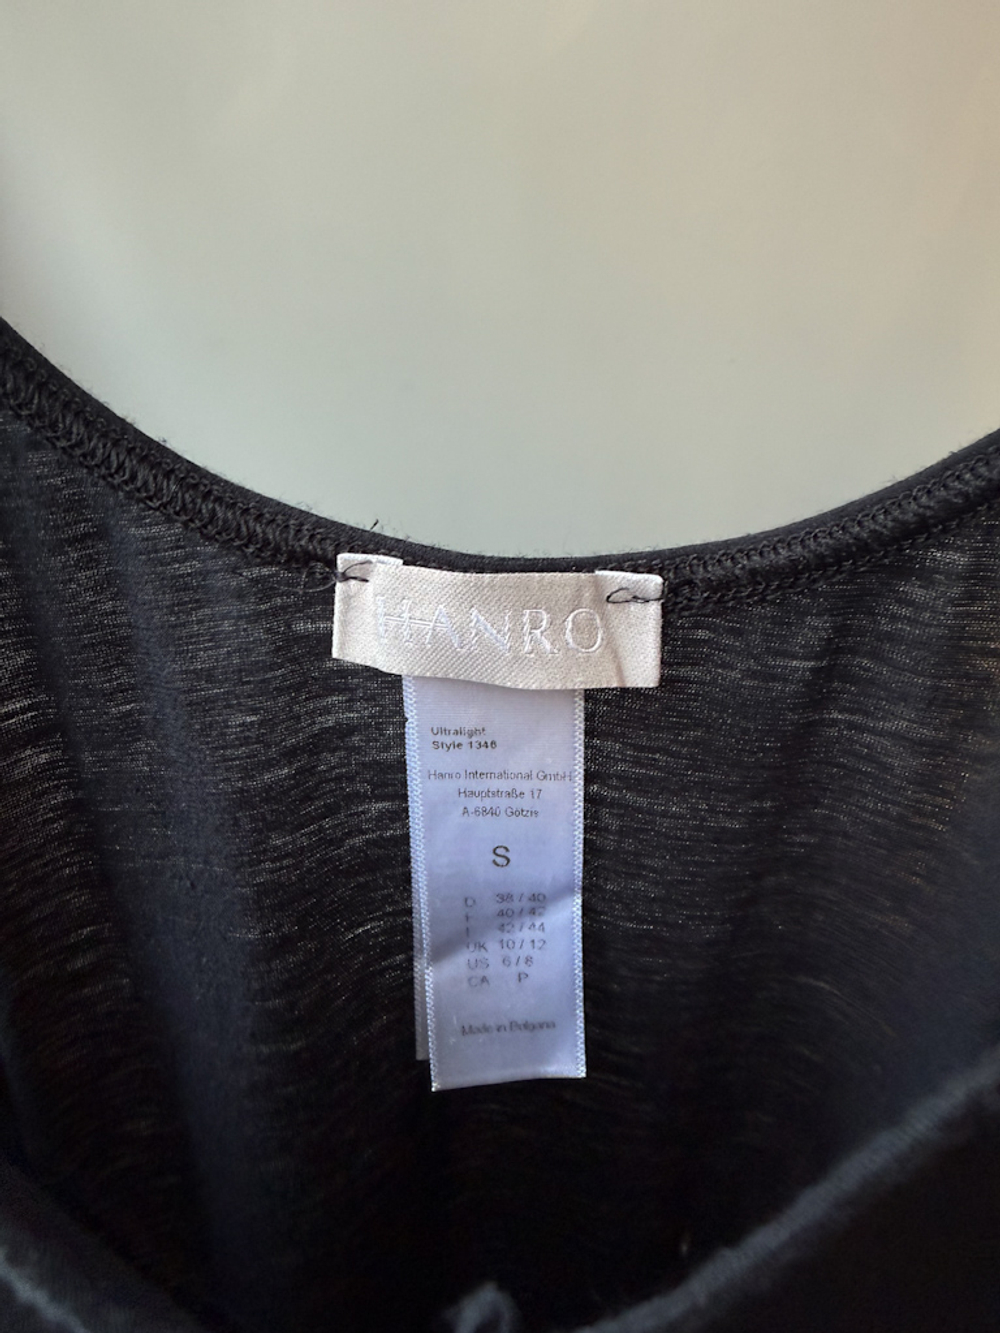 HANRO
Ultralight
Style 1346
Hanro International GmbH
Hauptstraße 17
A-6840 Götzis
S
D 38 / 40
F 40 / 42
I 42 / 44
UK 10 / 12
US 6 / 8
CA P
Made in